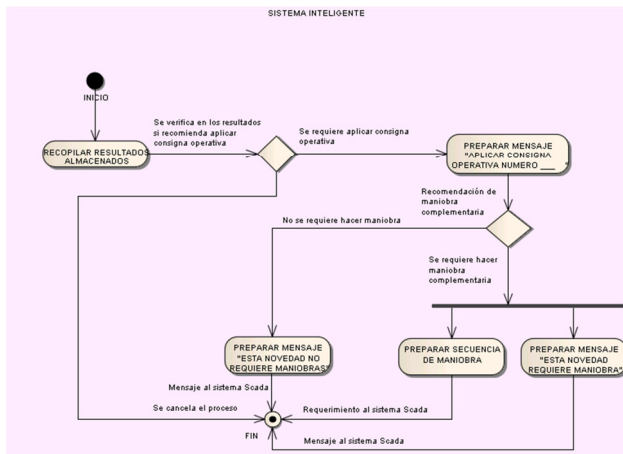 SISTEMA INTELIGENTE
INICIO
RECOPILAR RESULTADOS
ALMACENADOS
Se verifica en los resultados
si recomienda aplicar
consigna operativa
Se requiere aplicar consigna
operativa
PREPARAR MENSAJE
"APLICAR CONSIGNA
OPERATIVA NUMERO ___ "
Recomendación de
maniobra
complementaria
No se requiere hacer maniobra
Se requiere hacer
maniobra
complementaria
PREPARAR MENSAJE
"ESTA NOVEDAD NO
REQUIERE MANIOBRAS"
PREPARAR SECUENCIA
DE MANIOBRA
PREPARAR MENSAJE
"ESTA NOVEDAD
REQUIERE MANIOBRA"
Mensaje al sistema Scada
Se cancela el proceso
Requerimiento al sistema Scada
FIN
Mensaje al sistema Scada